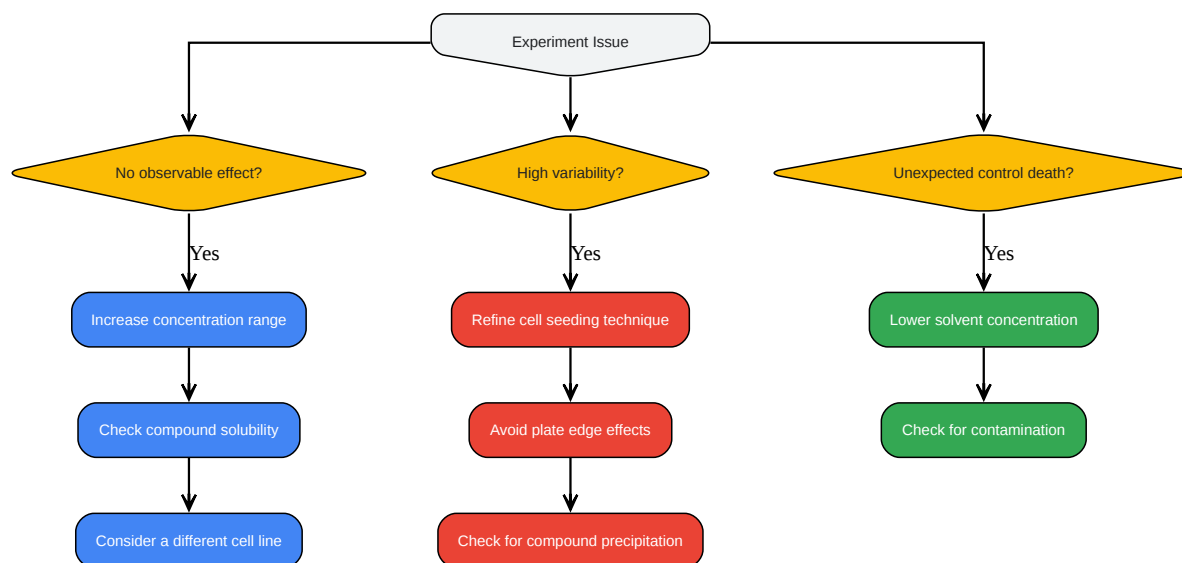 Experiment Issue
No observable effect?
High variability?
Unexpected control death?
Yes
Yes
Yes
Increase concentration range
Refine cell seeding technique
Lower solvent concentration
Check compound solubility
Avoid plate edge effects
Check for contamination
Consider a different cell line
Check for compound precipitation